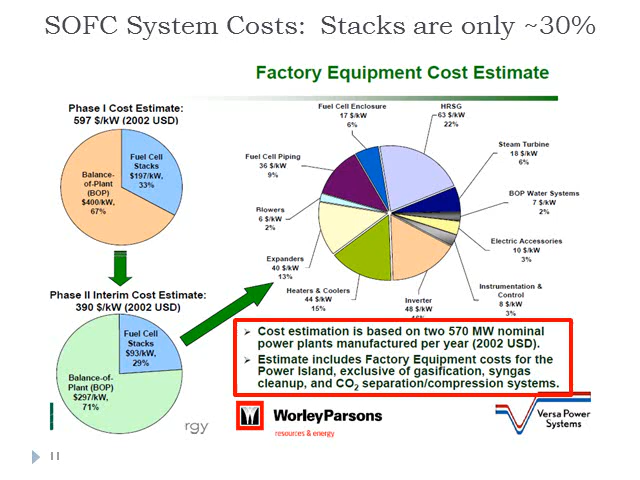 SOFC System Costs: Stacks are only ~30%
Factory Equipment Cost Estimate
Phase I Cost Estimate:
597 $/kW (2002 USD)
Fuel Cell
Stacks
$197/kW,
33%
Balance-
of-Plant
(BOP)
$400/kW,
67%
Phase II Interim Cost Estimate:
390 $/kW (2002 USD)
Fuel Cell
Stacks
$93/kW,
29%
Balance-of-
Plant (BOP)
$297/kW,
71%
Fuel Cell Enclosure
17 $/kW
6%
HRSG
63 $/kW
22%
Steam Turbine
18 $/kW
6%
BOP Water Systems
7 $/kW
2%
Electric Accessories
10 $/kW
3%
Instrumentation &
Control
8 $/kW
3%
Inverter
48 $/kW
Heaters & Coolers
44 $/kW
15%
Expanders
40 $/kW
13%
Blowers
6 $/kW
2%
Fuel Cell Piping
36 $/kW
9%
➢ Cost estimation is based on two 570 MW nominal
power plants manufactured per year (2002 USD).
➢ Estimate includes Factory Equipment costs for the
Power Island, exclusive of gasification, syngas
cleanup, and CO2 separation/compression systems.
rgy
WorleyParsons
resources & energy
Versa Power
Systems
11